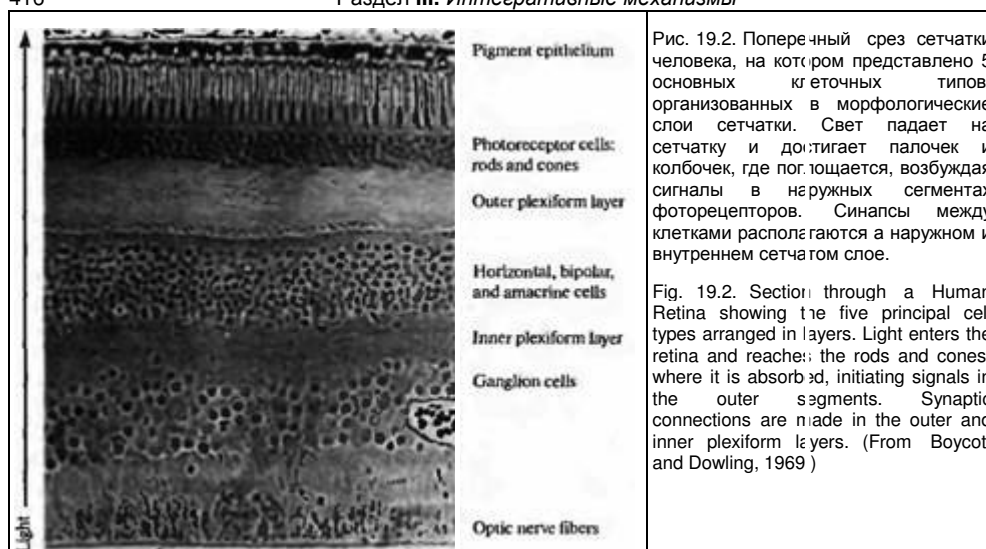 416 Раздел III. Интегративные механизмы
Pigment epithelium
Photoreceptor cells:
rods and cones
Outer plexiform layer
Horizontal, bipolar,
and amacrine cells
Inner plexiform layer
Ganglion cells
Optic nerve fibers
Light
Рис. 19.2. Поперечный срез сетчатки
человека, на котором представлено 5
основных клеточных типов
организованных в морфологические
слои сетчатки. Свет падает на
сетчатку и достигает палочек и
колбочек, где поглощается, возбуждая
сигналы в наружных сегментах
фоторецепторов. Синапсы между
клетками располагаются а наружном и
внутреннем сетчатом слое.
Fig. 19.2. Section through a Human
Retina showing the five principal cell
types arranged in layers. Light enters the
retina and reaches the rods and cones
where it is absorbed, initiating signals in
the outer segments. Synaptic
connections are made in the outer and
inner plexiform layers. (From Boycott
and Dowling, 1969 )